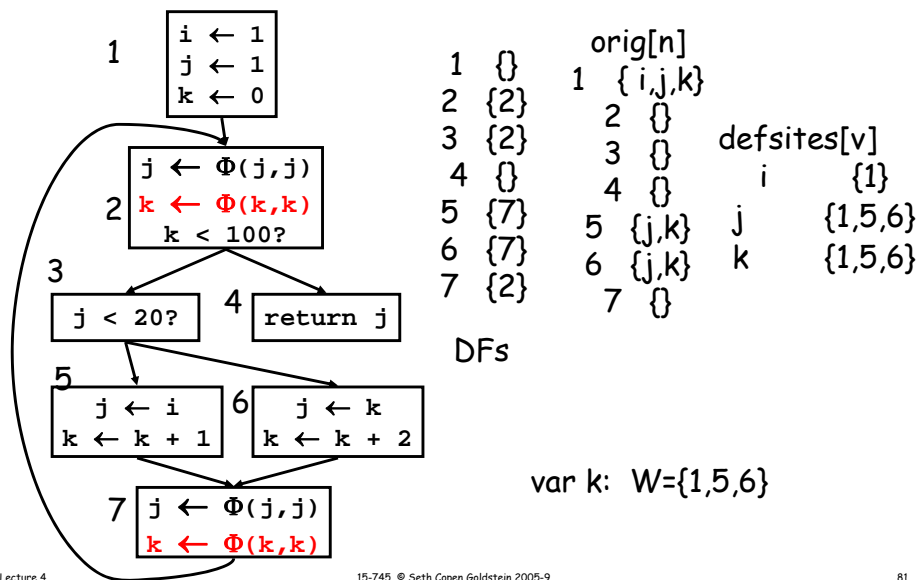 1
i ← 1
j ← 1
k ← 0
2
j ← Φ(j,j)
k ← Φ(k,k)
k < 100?
3
j < 20?
4
return j
5
j ← i
k ← k + 1
6
j ← k
k ← k + 2
7
j ← Φ(j,j)
k ← Φ(k,k)
1 {}
2 {2}
3 {2}
4 {}
5 {7}
6 {7}
7 {2}
DFs
orig[n]
1 { i,j,k}
2 {}
3 {}
4 {}
5 {j,k}
6 {j,k}
7 {}
defsites[v]
i {1}
j {1,5,6}
k {1,5,6}
var k: W={1,5,6}
Lecture 4
15-745 © Seth Copen Goldstein 2005-9
81